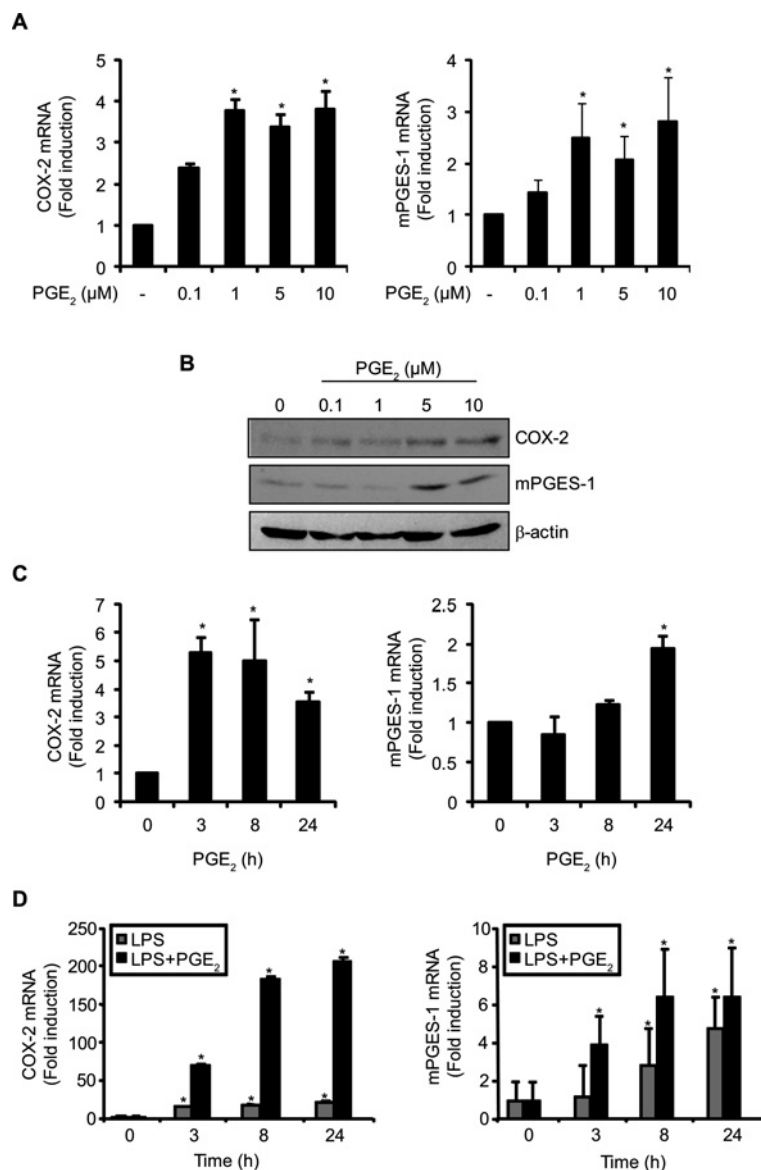 A
COX-2 mRNA
(Fold induction)
5
4
3
2
1
0
* * *
PGE₂ (µM) - 0.1 1 5 10
mPGES-1 mRNA
(Fold induction)
4
3
2
1
0
* * *
PGE₂ (µM) - 0.1 1 5 10
B
PGE₂ (µM)
0 0.1 1 5 10
COX-2
mPGES-1
β-actin
C
COX-2 mRNA
(Fold induction)
7
6
5
4
3
2
1
0
* * *
0 3 8 24
PGE₂ (h)
mPGES-1 mRNA
(Fold induction)
2.5
2
1.5
1
0.5
0
*
0 3 8 24
PGE₂ (h)
D
COX-2 mRNA
(Fold induction)
250
200
150
100
50
0
LPS
LPS+PGE₂
* * * * * *
0 3 8 24
Time (h)
mPGES-1 mRNA
(Fold induction)
10
8
6
4
2
0
LPS
LPS+PGE₂
* * * * *
0 3 8 24
Time (h)